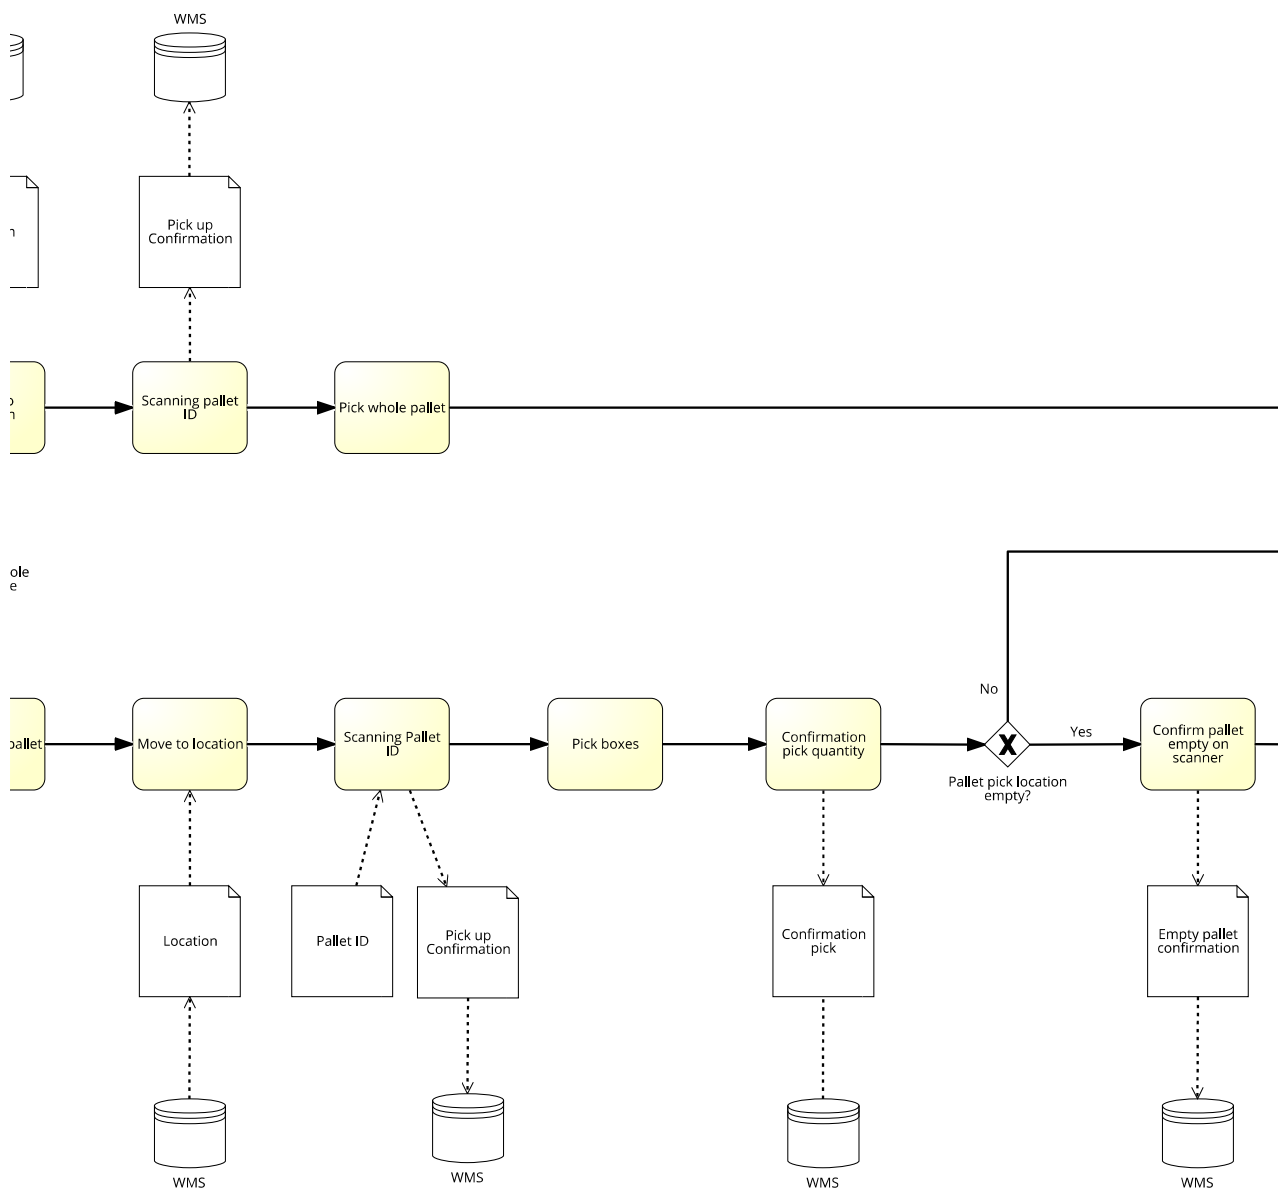 WMS
Pick up
Confirmation
Scanning pallet
ID
Pick whole pallet
ole
e
No
pallet
Move to location
Scanning Pallet
ID
Pick boxes
Confirmation
pick quantity
Yes
Confirm pallet
empty on
scanner
Pallet pick location
empty?
Location
Pallet ID
Pick up
Confirmation
Confirmation
pick
Empty pallet
confirmation
WMS
WMS
WMS
WMS